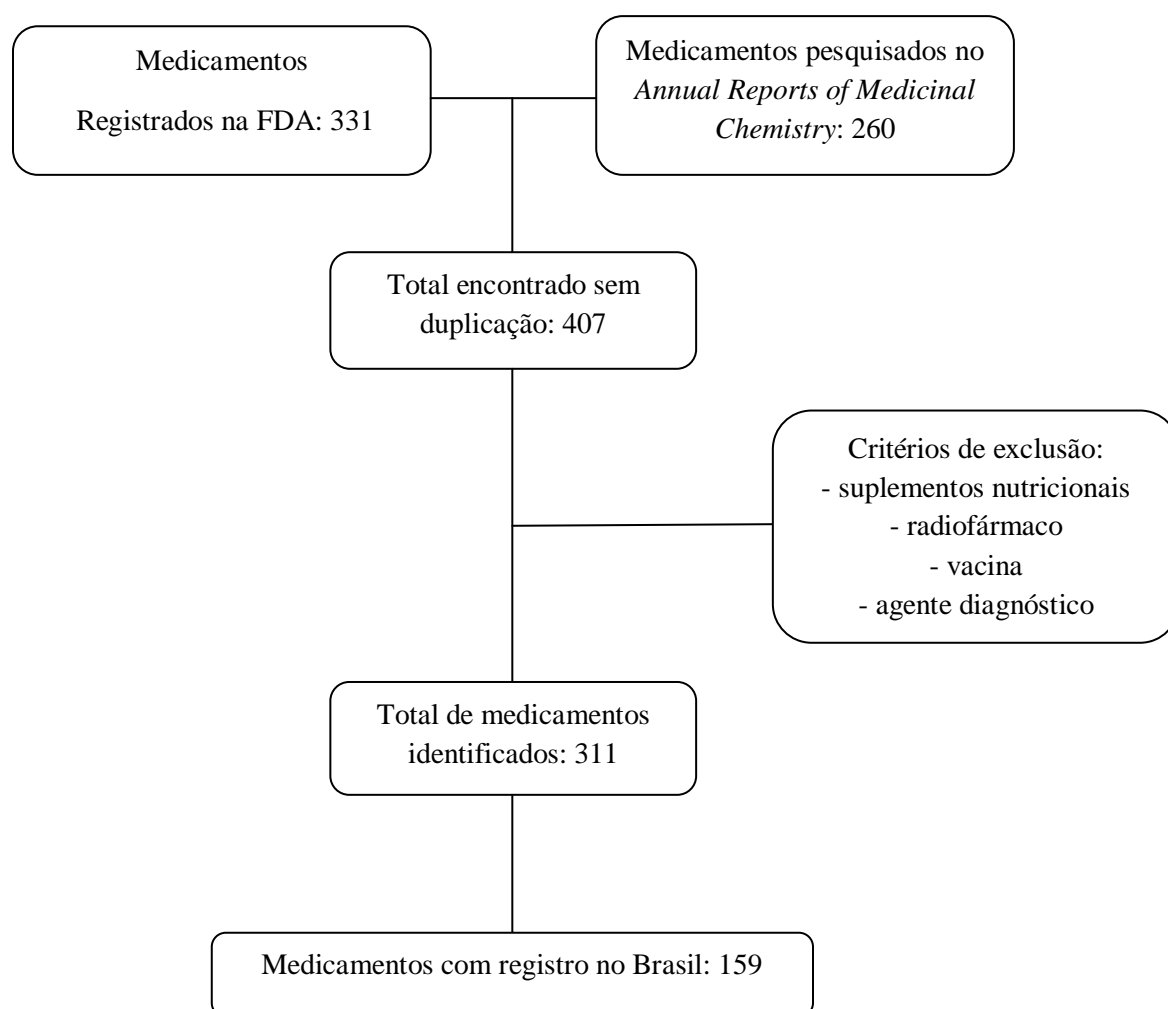 Medicamentos
Registrados na FDA: 331
Medicamentos pesquisados no
Annual Reports of Medicinal
Chemistry: 260
Total encontrado sem
duplicação: 407
Critérios de exclusão:
- suplementos nutricionais
- radiofármaco
- vacina
- agente diagnóstico
Total de medicamentos
identificados: 311
Medicamentos com registro no Brasil: 159